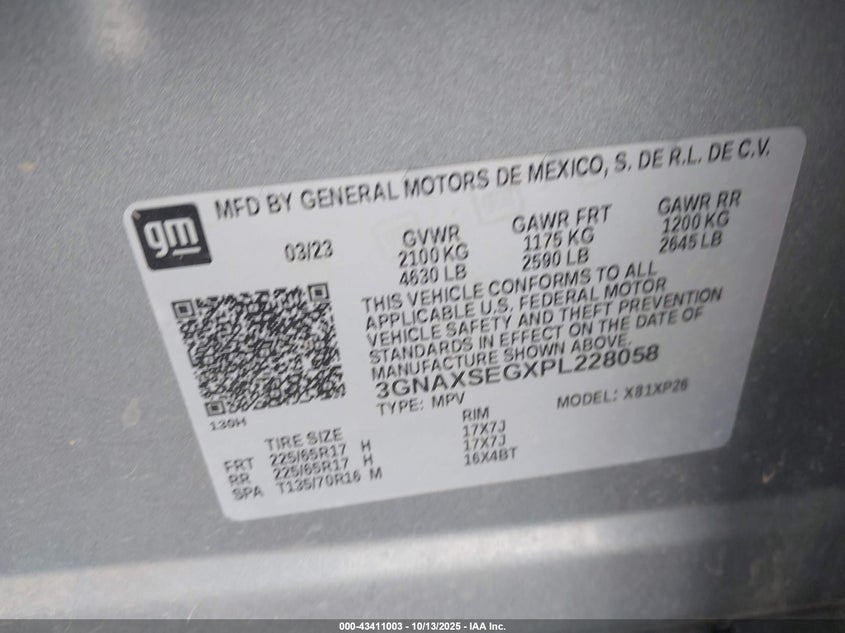 gm
MFD BY GENERAL MOTORS DE MEXICO, S. DE R.L. DE C.V.
03/23
GVWR
2100 KG
4630 LB
GAWR FRT
1175 KG
2590 LB
GAWR RR
1200 KG
2645 LB
THIS VEHICLE CONFORMS TO ALL
APPLICABLE U.S. FEDERAL MOTOR
VEHICLE SAFETY AND THEFT PREVENTION
STANDARDS IN EFFECT ON THE DATE OF
MANUFACTURE SHOWN ABOVE.
3GNAXSEGXPL228058
TYPE: MPV MODEL: X81XP26
130H
TIRE SIZE RIM
FRT 225/65R17 H 17X7J
RR 225/65R17 H 17X7J
SPA T135/70R16 M 16X4BT
000-43411003 - 10/13/2025 - IAA Inc.